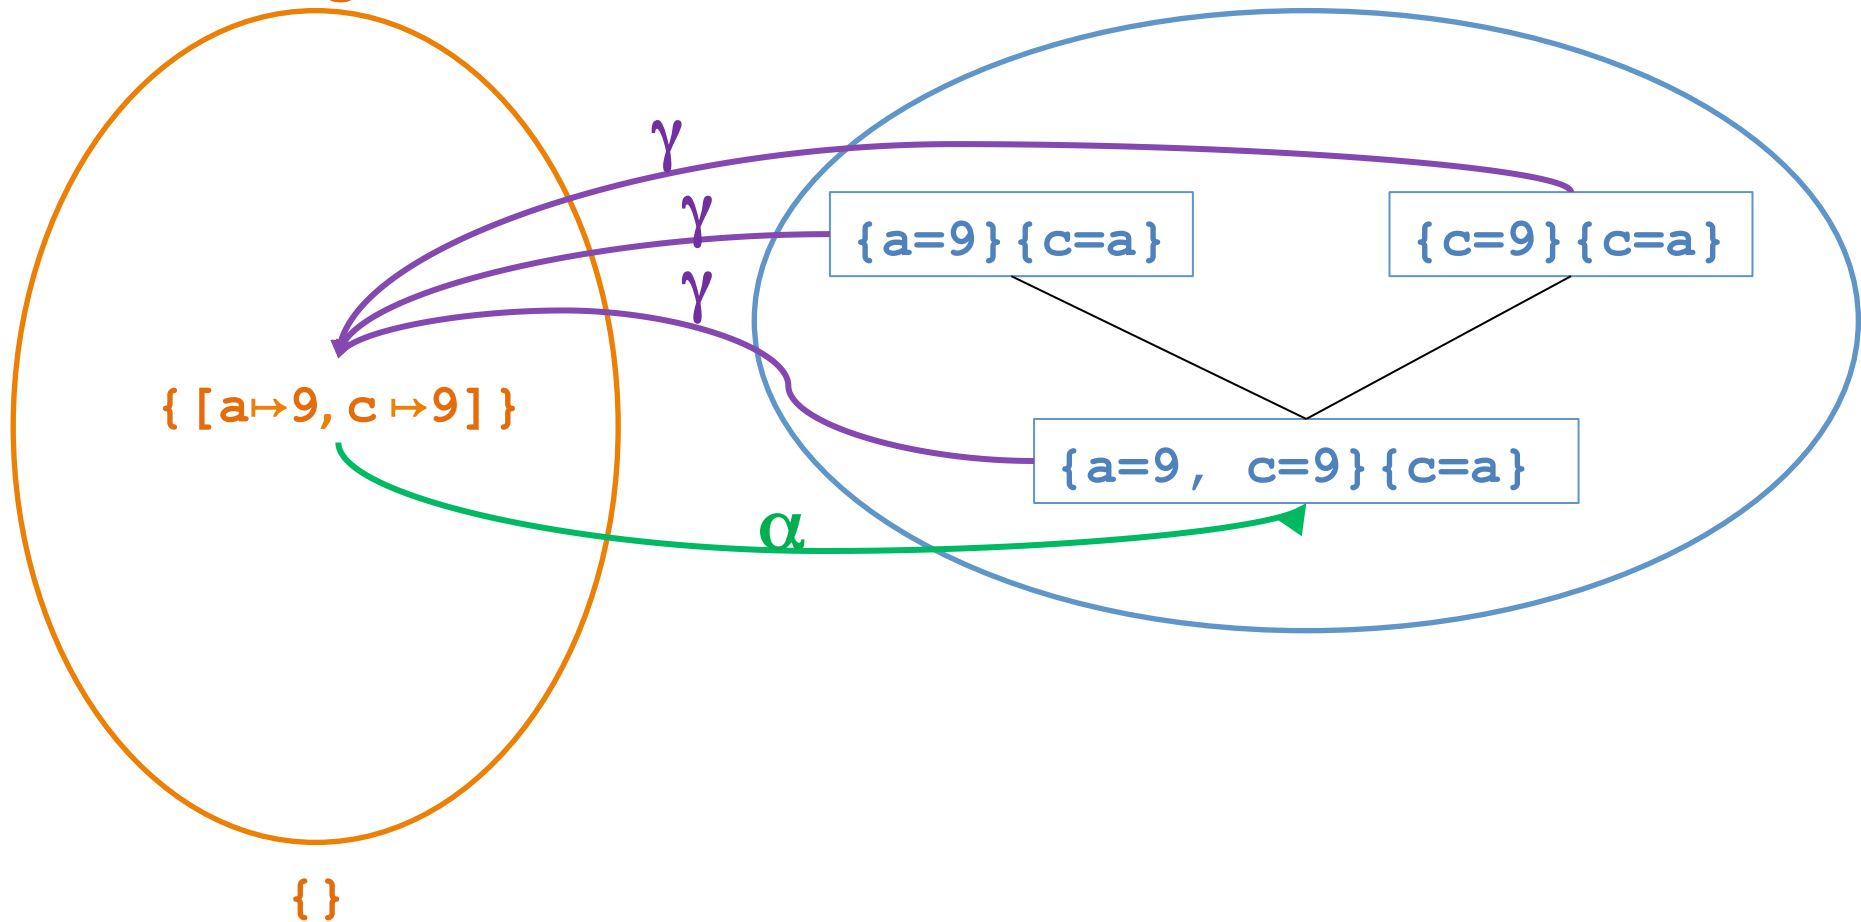 γ
γ
{a=9}{c=a}
{c=9}{c=a}
γ
{[a↦9,c ↦9]}
{a=9, c=9}{c=a}
α
{}